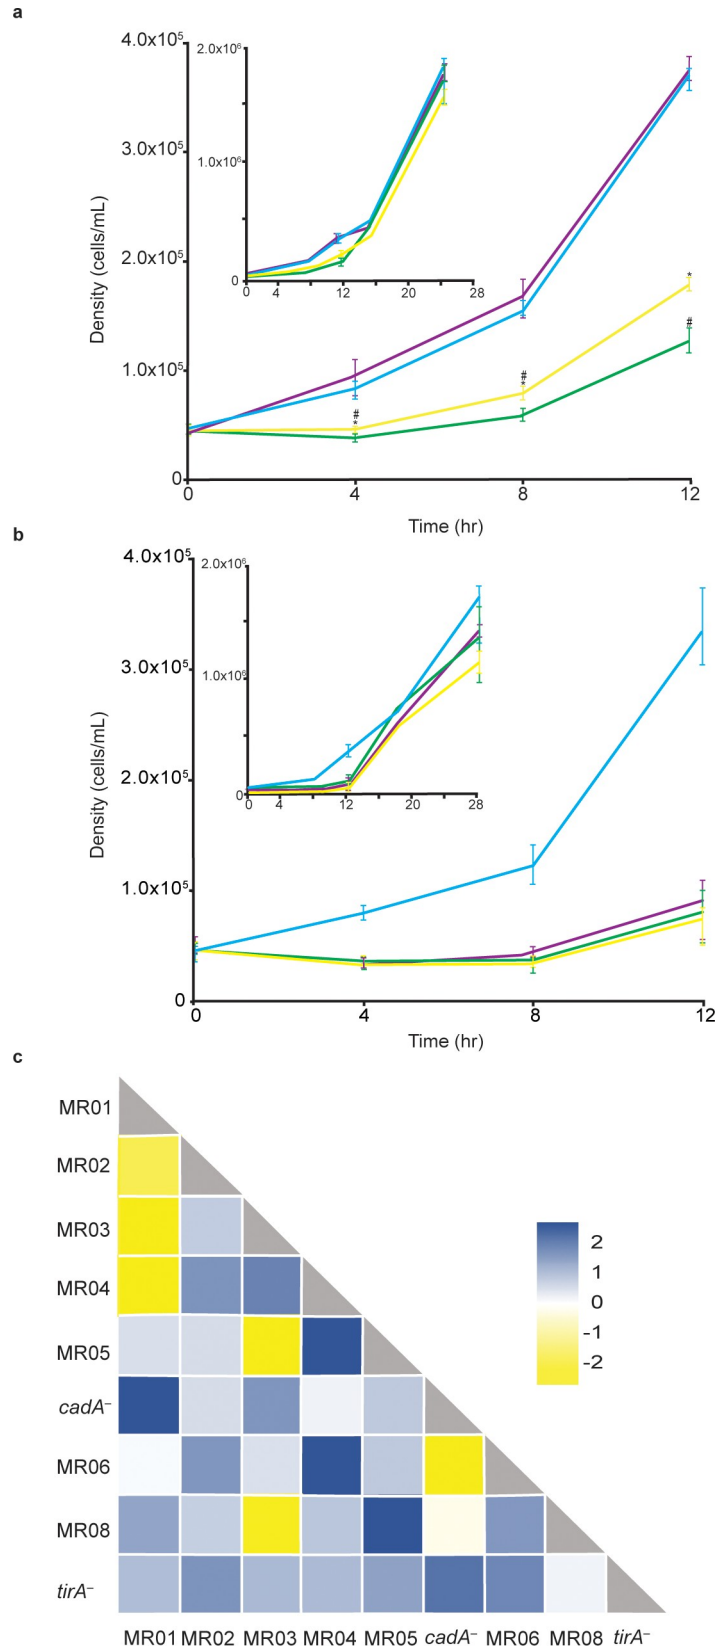 a
4.0x10⁵
3.0x10⁵
2.0x10⁵
1.0x10⁵
0
Density (cells/mL)
2.0x10⁶
1.0x10⁶
0
0 4 12 20 28
*
#
#
*
#
*
0 4 8 12
Time (hr)
b
4.0x10⁵
3.0x10⁵
2.0x10⁵
1.0x10⁵
0
Density (cells/mL)
2.0x10⁶
1.0x10⁶
0
0 4 12 20 28
0 4 8 12
Time (hr)
c
MR01
MR02
MR03
MR04
MR05
cadA⁻
MR06
MR08
tirA⁻
2
1
0
-1
-2
MR01 MR02 MR03 MR04 MR05 cadA⁻ MR06 MR08 tirA⁻